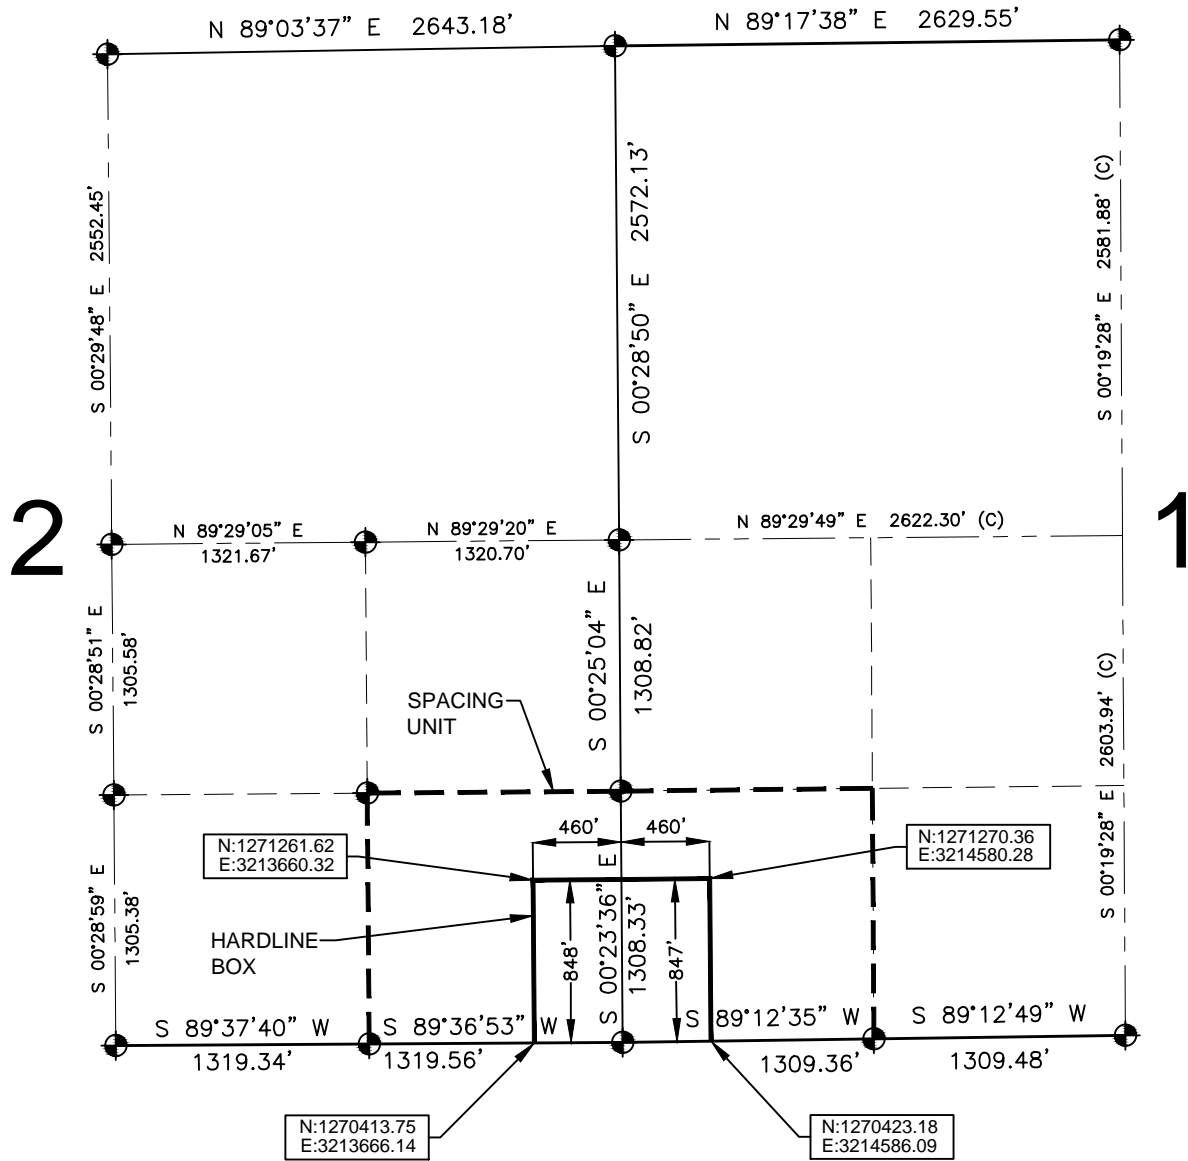 N 89°03'37" E 2643.18'
N 89°17'38" E 2629.55'
S 00°29'48" E 2552.45'
S 00°28'50" E 2572.13'
S 00°19'28" E 2581.88' (C)
2
1
N 89°29'05" E
1321.67'
N 89°29'20" E
1320.70'
N 89°29'49" E 2622.30' (C)
S 00°28'51" E
1305.58'
S 00°25'04" E
1308.82'
SPACING
UNIT
S 00°19'28" E 2603.94' (C)
460'
460'
N:1271261.62
E:3213660.32
N:1271270.36
E:3214580.28
S 00°28'59" E
1305.38'
HARDLINE
BOX
848'
S 00°23'36" E
1308.33'
847'
S 89°37'40" W
1319.34'
S 89°36'53" W
1319.56'
S 89°12'35" W
1309.36'
S 89°12'49" W
1309.48'
N:1270413.75
E:3213666.14
N:1270423.18
E:3214586.09